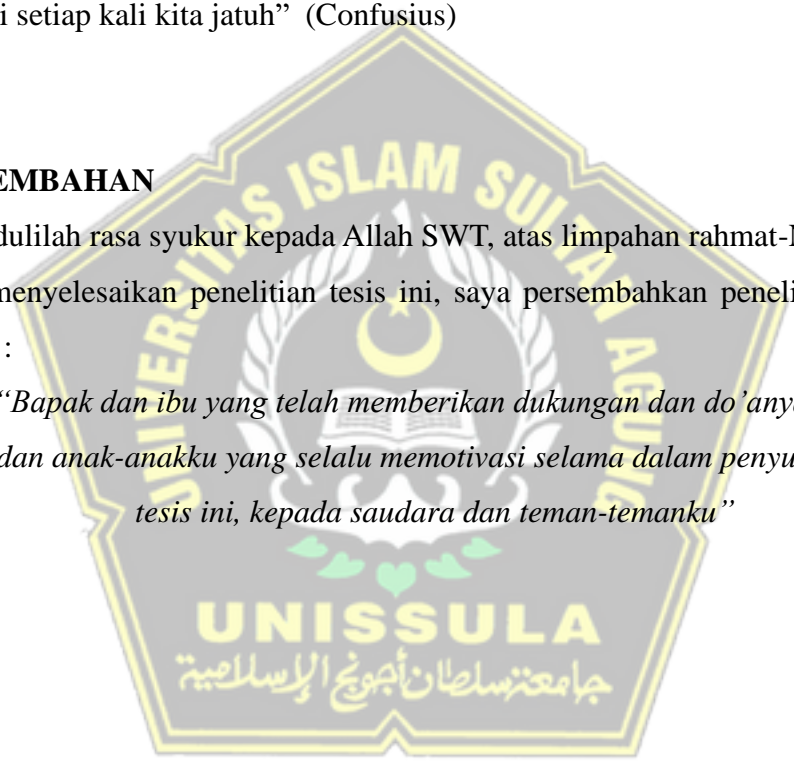 i setiap kali kita jatuh” (Confusius)
EMBAHAN
dulilah rasa syukur kepada Allah SWT, atas limpahan rahmat-N
menyelesaikan penelitian tesis ini, saya persembahkan peneli
:
“Bapak dan ibu yang telah memberikan dukungan dan do’anya
dan anak-anakku yang selalu memotivasi selama dalam penyu
tesis ini, kepada saudara dan teman-temanku”
UNIVERSITAS ISLAM SULTAN AGUNG
UNISSULA
جامعة سلطان أجونج الإسلامية